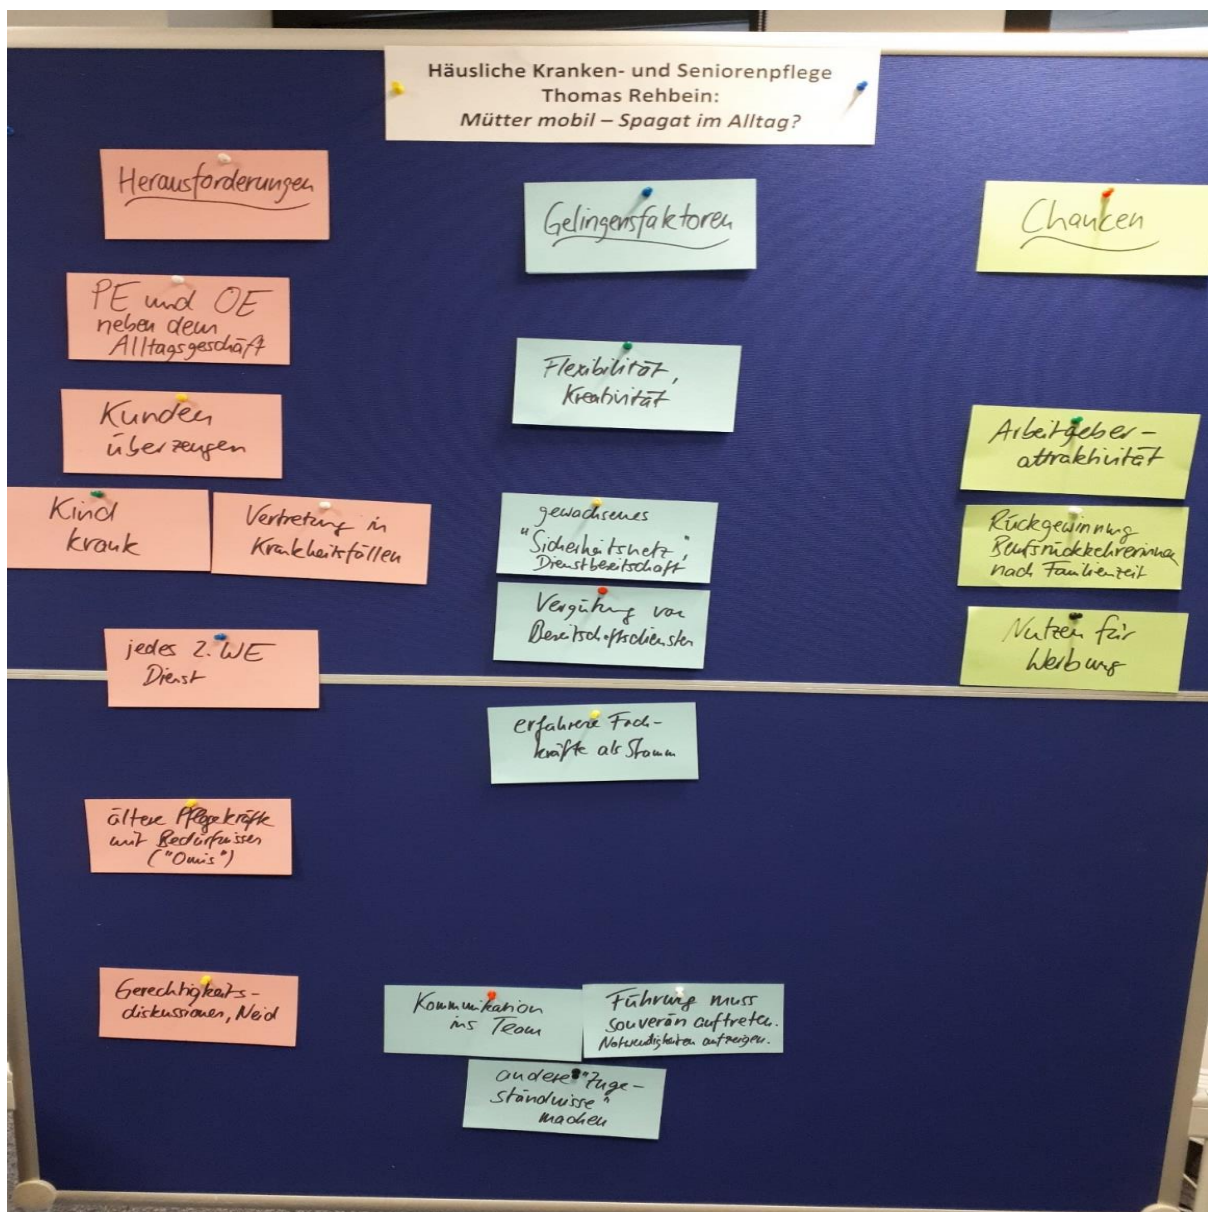 Häusliche Kranken- und Seniorenpflege
Thomas Rehbein:
Mütter mobil – Spagat im Alltag?
Herausforderungen
PE und OE
neben dem
Alltagsgeschäft
Kunden
überzeugen
Kind
krank
Vertretung in
Krankheitsfällen
jedes 2. WE
Dienst
ältere Pflegekräfte
mit Bedürfnissen
("Omis")
Gerechtigkeits-
diskussionen, Neid
Gelingensfaktoren
Flexibilität,
Kreativität
gewachsenes
"Sicherheitsnetz",
Dienstbereitschaft
Vergütung von
Bereitschaftsdiensten
erfahrene Fach-
kräfte als Stamm
Kommunikation
ins Team
Führung muss
souverän auftreten.
Notwendigkeiten aufzeigen.
andere "Zuge-
ständnisse"
machen
Chancen
Arbeitgeber-
attraktivität
Rückgewinnung
Berufsrückkehrerinnen
nach Familienzeit
Nutzen für
Werbung